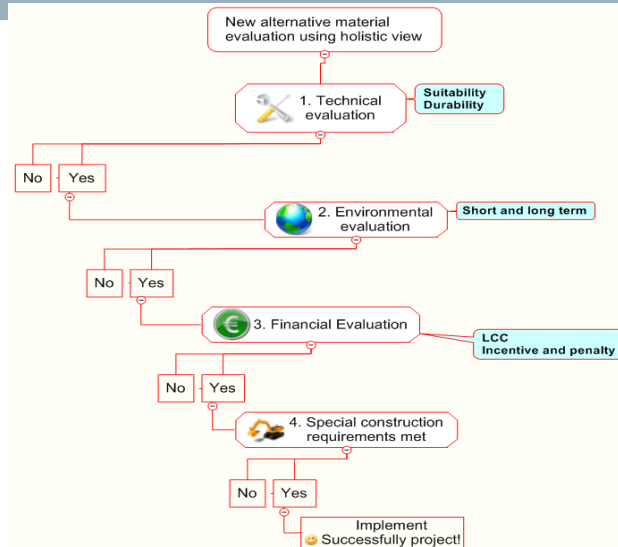 New alternative material
evaluation using holistic view
1. Technical
evaluation
Suitability
Durability
No
Yes
2. Environmental
evaluation
Short and long term
No
Yes
€
3. Financial Evaluation
LCC
Incentive and penalty
No
Yes
4. Special construction
requirements met
No
Yes
Implement
Successfully project!